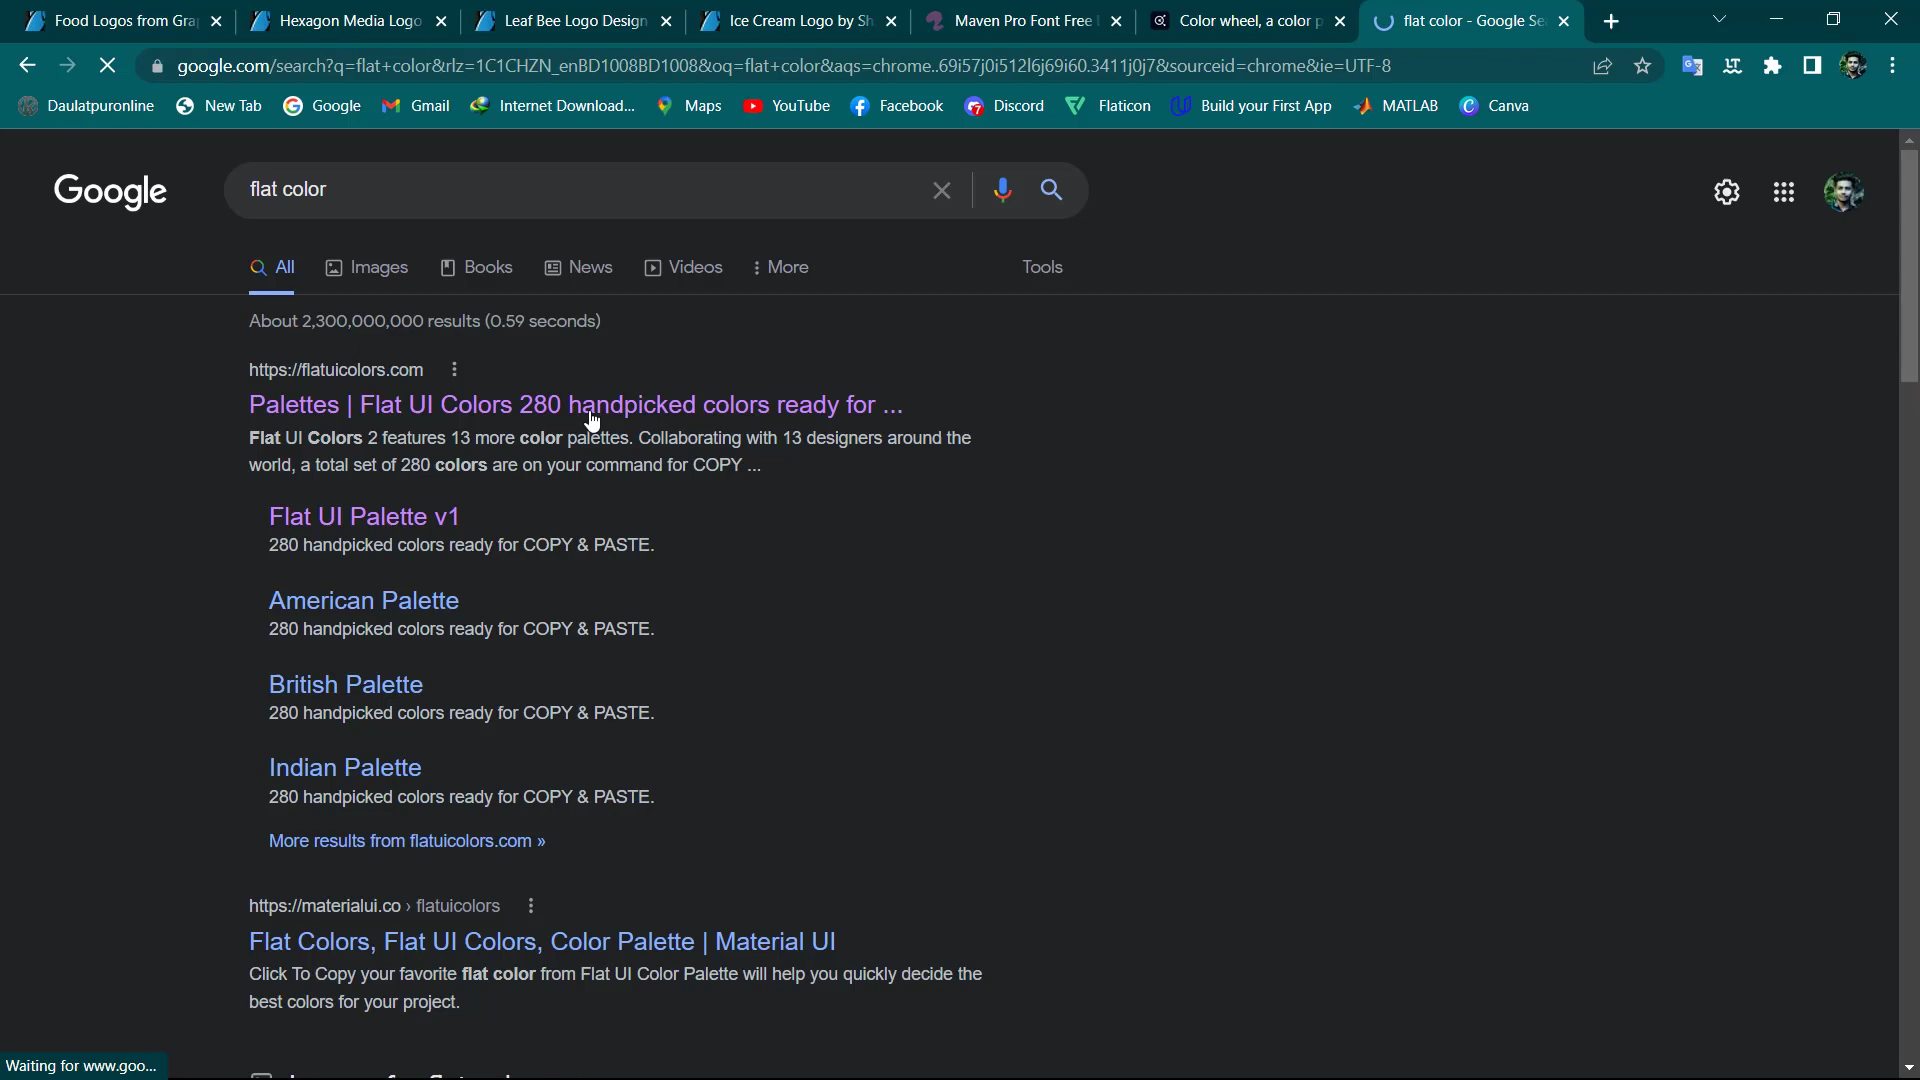 Food Logos from Gra
Hexagon Media Logo
Leaf Bee Logo Design
Ice Cream Logo by Sh
Maven Pro Font Free
Color wheel, a color p
flat color - Google Se
google.com/search?q=flat+color&rlz=1C1CHZN_enBD1008BD1008&oq=flat+color&aqs=chrome..69i57j0i512l6j69i60.3411j0j7&sourceid=chrome&ie=UTF-8
Daulatpuronline
New Tab
Google
Gmail
Internet Download...
Maps
YouTube
Facebook
Discord
Flaticon
Build your First App
MATLAB
Canva
Google
flat color
All
Images
Books
News
Videos
More
Tools
About 2,300,000,000 results (0.59 seconds)
https://flatuicolors.com
Palettes | Flat UI Colors 280 handpicked colors ready for ...
Flat UI Colors 2 features 13 more color palettes. Collaborating with 13 designers around the
world, a total set of 280 colors are on your command for COPY ...
Flat UI Palette v1
280 handpicked colors ready for COPY & PASTE.
American Palette
280 handpicked colors ready for COPY & PASTE.
British Palette
280 handpicked colors ready for COPY & PASTE.
Indian Palette
280 handpicked colors ready for COPY & PASTE.
More results from flatuicolors.com »
https://materialui.co › flatuicolors
Flat Colors, Flat UI Colors, Color Palette | Material UI
Click To Copy your favorite flat color from Flat UI Color Palette will help you quickly decide the
best colors for your project.
Waiting for www.goo...